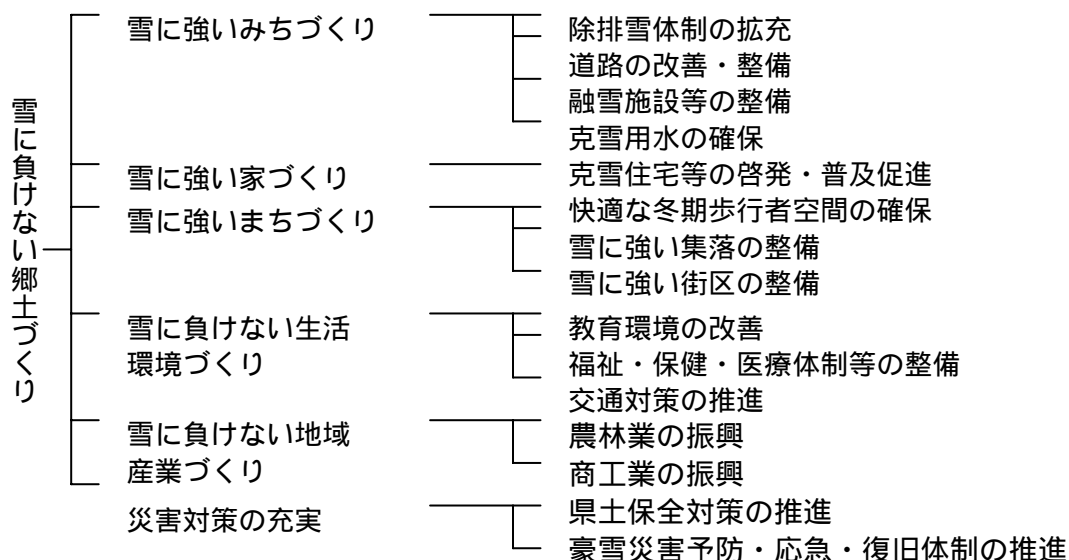 雪に負けない郷土づくり
雪に強いみちづくり
除排雪体制の拡充
道路の改善・整備
融雪施設等の整備
克雪用水の確保
雪に強い家づくり
克雪住宅等の啓発・普及促進
雪に強いまちづくり
快適な冬期歩行者空間の確保
雪に強い集落の整備
雪に強い街区の整備
雪に負けない生活
環境づくり
教育環境の改善
福祉・保健・医療体制等の整備
交通対策の推進
雪に負けない地域
産業づくり
農林業の振興
商工業の振興
災害対策の充実
県土保全対策の推進
豪雪災害予防・応急・復旧体制の推進